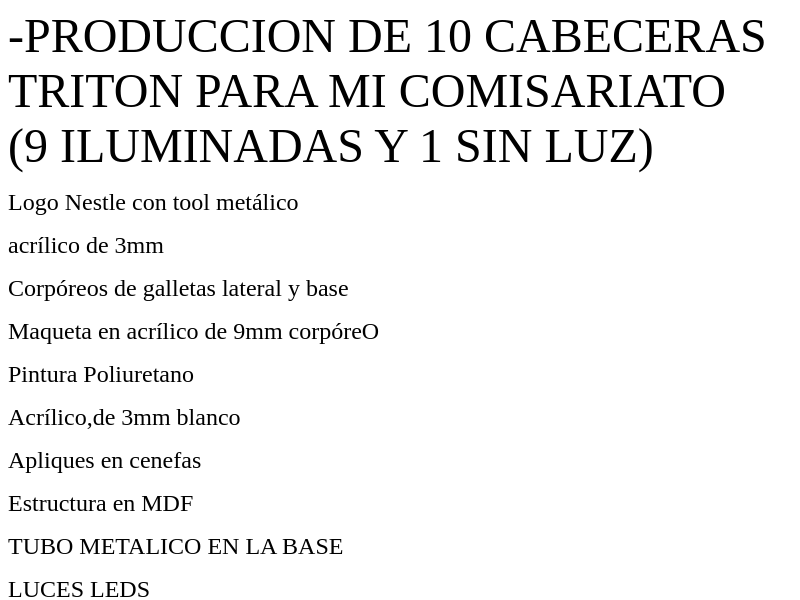 -PRODUCCION DE 10 CABECERAS
TRITON PARA MI COMISARIATO
(9 ILUMINADAS Y 1 SIN LUZ)
Logo Nestle con tool metálico
acrílico de 3mm
Corpóreos de galletas lateral y base
Maqueta en acrílico de 9mm corpóreO
Pintura Poliuretano
Acrílico,de 3mm blanco
Apliques en cenefas
Estructura en MDF
TUBO METALICO EN LA BASE
LUCES LEDS